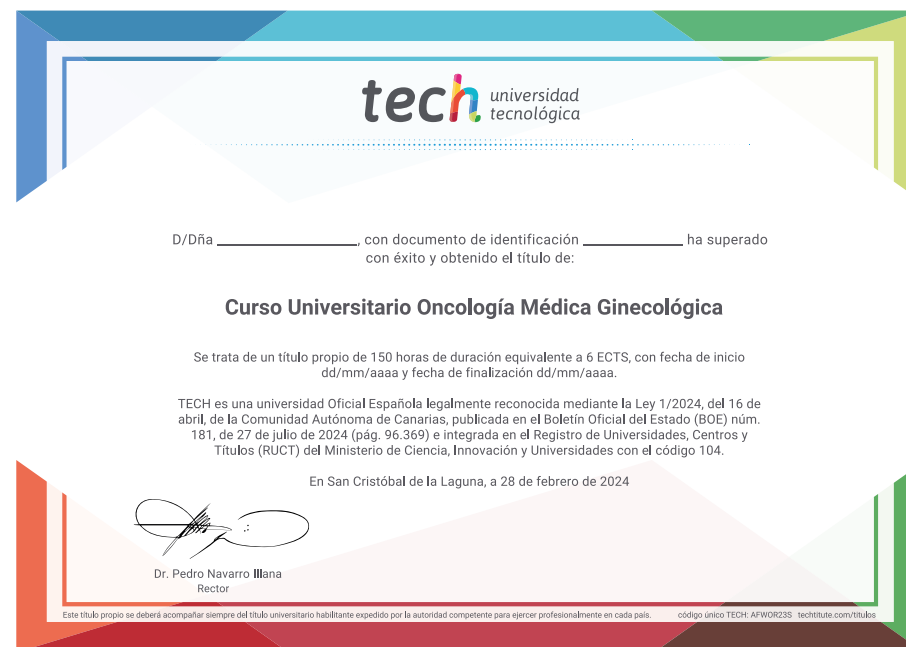 tech universidad
tecnológica
D/Dña ____________, con documento de identificación ____________ ha superado
con éxito y obtenido el título de:
Curso Universitario Oncología Médica Ginecológica
Se trata de un título propio de 150 horas de duración equivalente a 6 ECTS, con fecha de inicio
dd/mm/aaaa y fecha de finalización dd/mm/aaaa.
TECH es una universidad Oficial Española legalmente reconocida mediante la Ley 1/2024, del 16 de
abril, de la Comunidad Autónoma de Canarias, publicada en el Boletín Oficial del Estado (BOE) núm.
181, de 27 de julio de 2024 (pág. 96.369) e integrada en el Registro de Universidades, Centros y
Títulos (RUCT) del Ministerio de Ciencia, Innovación y Universidades con el código 104.
En San Cristóbal de la Laguna, a 28 de febrero de 2024
Dr. Pedro Navarro Illana
Rector
Este título propio se deberá acompañar siempre del título universitario habilitante expedido por la autoridad competente para ejercer profesionalmente en cada país. código único TECH: AFWOR23S techtitute.com/titulos